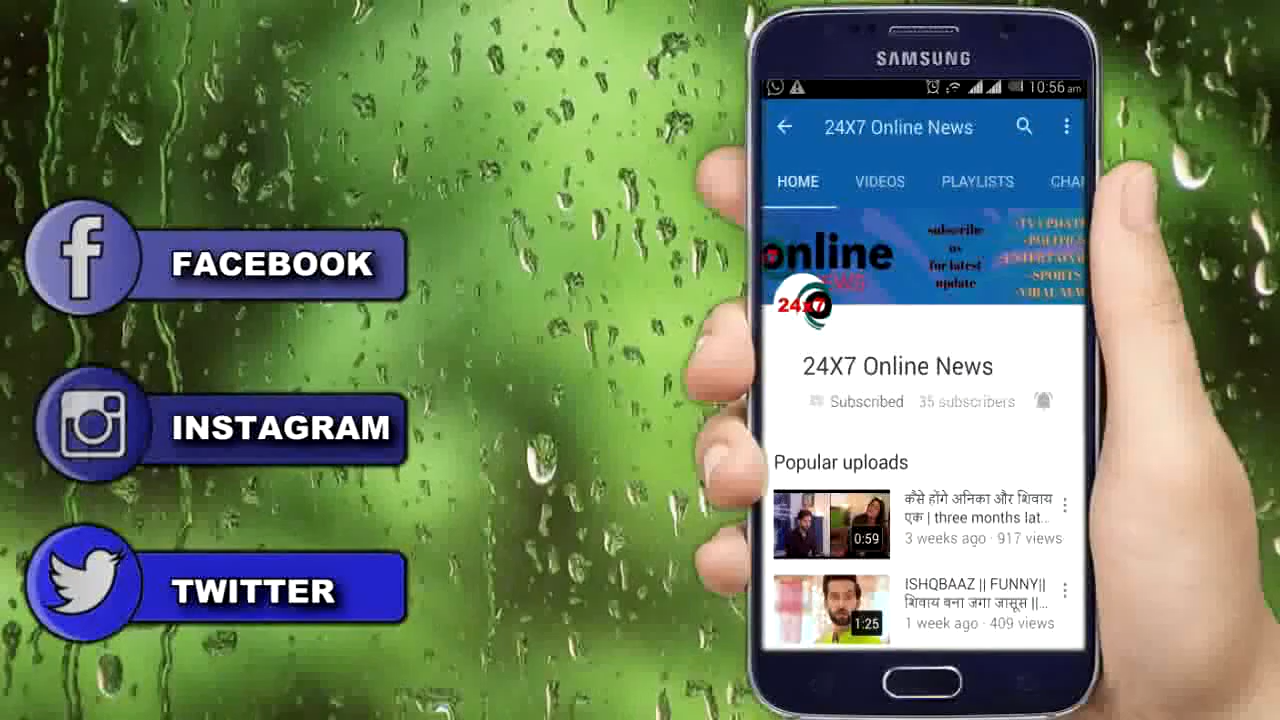 FACEBOOK
INSTAGRAM
TWITTER
SAMSUNG
10:56 am
24X7 Online News
HOME VIDEOS PLAYLISTS CHAN
online
subscribe
us
for latest
update
24x7
24X7 Online News
Subscribed 35 subscribers
Popular uploads
कैसे होंगे अनिका और शिवाय
एक | three months lat...
3 weeks ago · 917 views
0:59
ISHQBAAZ || FUNNY||
शिवाय बना जगा जासूस ||...
1 week ago · 409 views
1:25